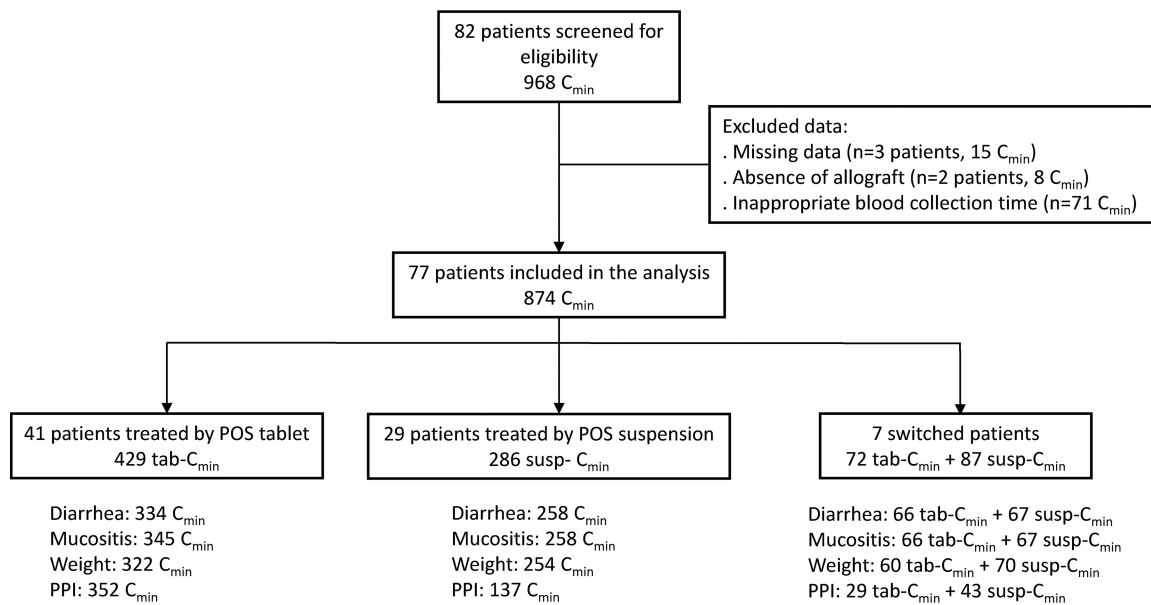 82 patients screened for
eligibility
968 Cmin
Excluded data:
. Missing data (n=3 patients, 15 Cmin)
. Absence of allograft (n=2 patients, 8 Cmin)
. Inappropriate blood collection time (n=71 Cmin)
77 patients included in the analysis
874 Cmin
41 patients treated by POS tablet
429 tab-Cmin
29 patients treated by POS suspension
286 susp- Cmin
7 switched patients
72 tab-Cmin + 87 susp-Cmin
Diarrhea: 334 Cmin
Mucositis: 345 Cmin
Weight: 322 Cmin
PPI: 352 Cmin
Diarrhea: 258 Cmin
Mucositis: 258 Cmin
Weight: 254 Cmin
PPI: 137 Cmin
Diarrhea: 66 tab-Cmin + 67 susp-Cmin
Mucositis: 66 tab-Cmin + 67 susp-Cmin
Weight: 60 tab-Cmin + 70 susp-Cmin
PPI: 29 tab-Cmin + 43 susp-Cmin